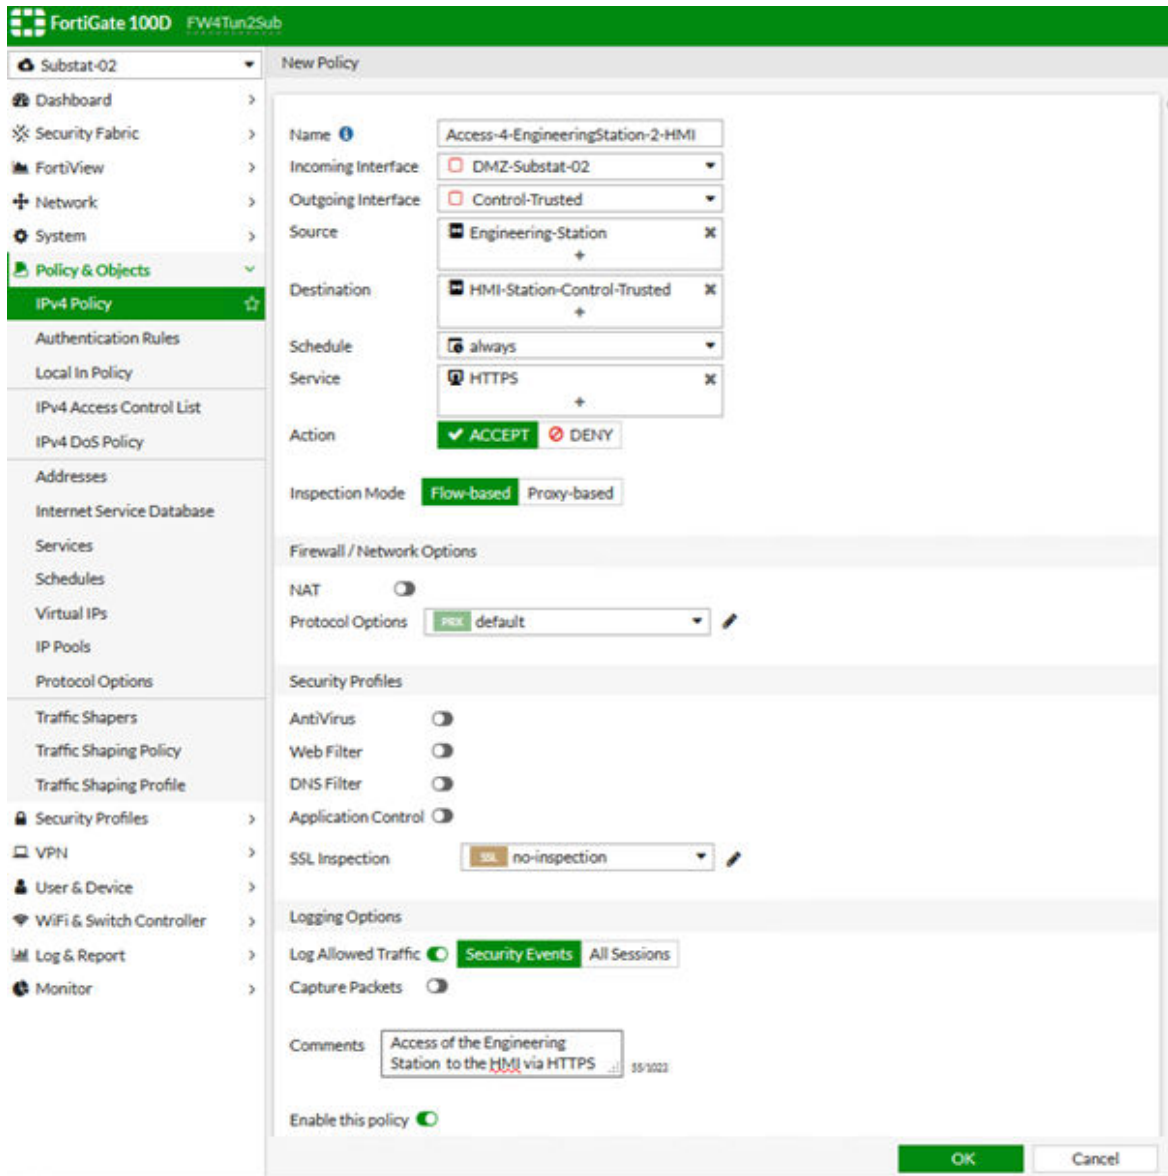 FortiGate 100D FW4Tun2Sub
Substat-02
Dashboard
Security Fabric
FortiView
Network
System
Policy & Objects
IPv4 Policy
Authentication Rules
Local In Policy
IPv4 Access Control List
IPv4 DoS Policy
Addresses
Internet Service Database
Services
Schedules
Virtual IPs
IP Pools
Protocol Options
Traffic Shapers
Traffic Shaping Policy
Traffic Shaping Profile
Security Profiles
VPN
User & Device
WiFi & Switch Controller
Log & Report
Monitor
New Policy
Name Access-4-EngineeringStation-2-HMI
Incoming Interface DMZ-Substat-02
Outgoing Interface Control-Trusted
Source Engineering-Station
+
Destination HMI-Station-Control-Trusted
+
Schedule always
Service HTTPS
+
Action ACCEPT DENY
Inspection Mode Flow-based Proxy-based
Firewall / Network Options
NAT
Protocol Options PRX default
Security Profiles
AntiVirus
Web Filter
DNS Filter
Application Control
SSL Inspection SSL no-inspection
Logging Options
Log Allowed Traffic Security Events All Sessions
Capture Packets
Comments Access of the Engineering
Station to the HMI via HTTPS 55/1023
Enable this policy
OK Cancel